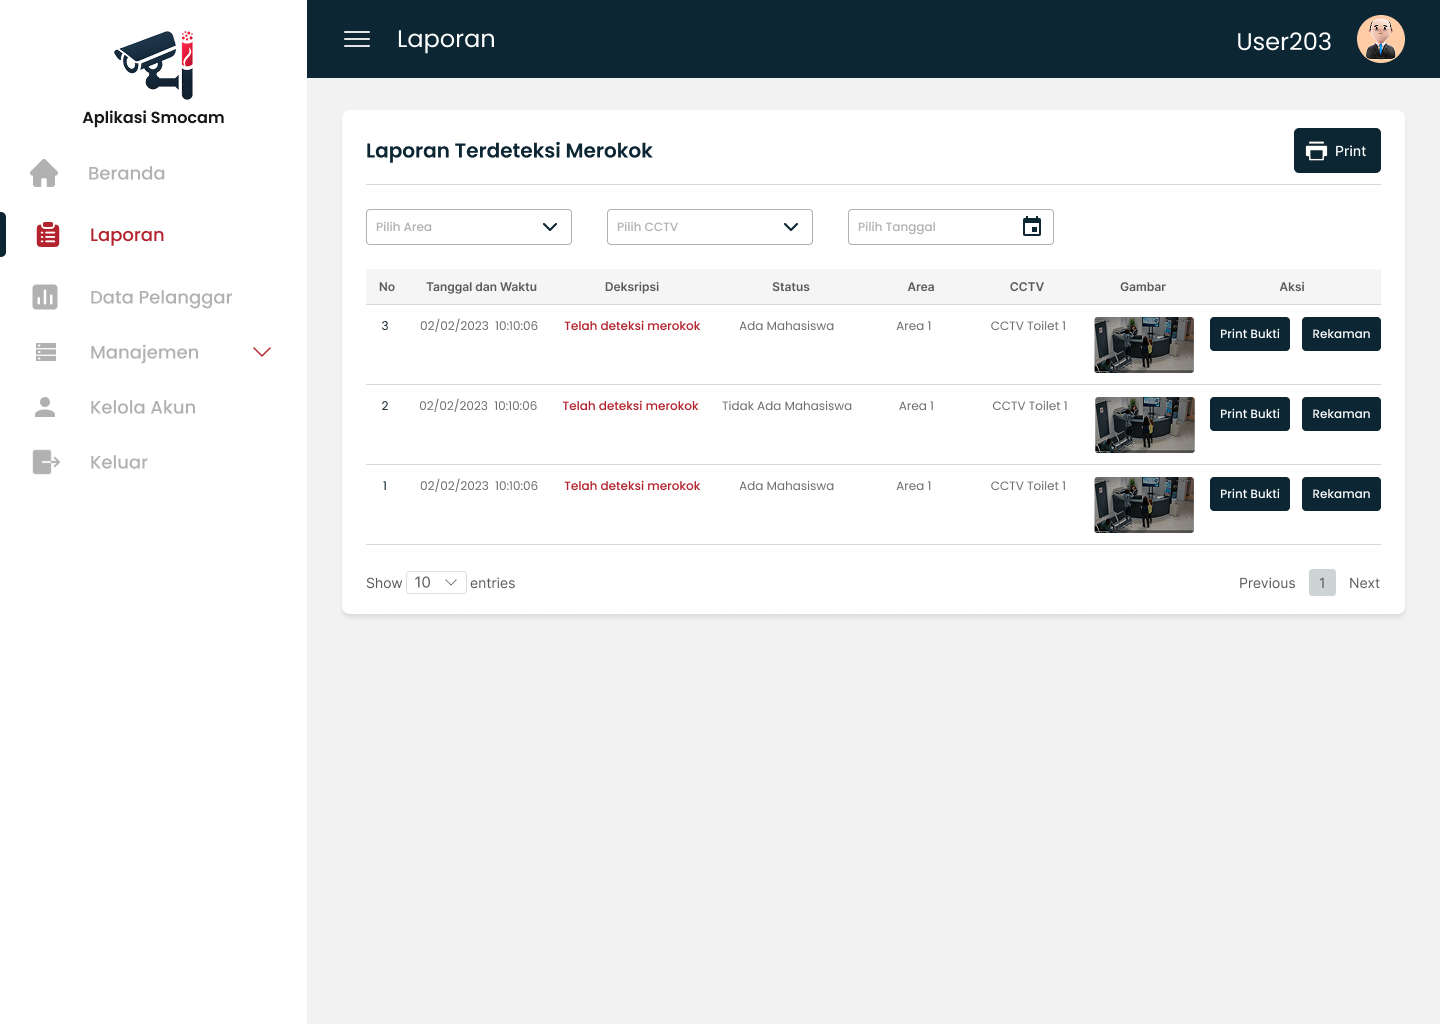 Aplikasi Smocam
Beranda
Laporan
Data Pelanggar
Manajemen
Kelola Akun
Keluar
Laporan
User203
Laporan Terdeteksi Merokok
Print
Pilih Area
Pilih CCTV
Pilih Tanggal
No Tanggal dan Waktu Deksripsi Status Area CCTV Gambar Aksi
3 02/02/2023 10:10:06 Telah deteksi merokok Ada Mahasiswa Area 1 CCTV Toilet 1 Print Bukti Rekaman
2 02/02/2023 10:10:06 Telah deteksi merokok Tidak Ada Mahasiswa Area 1 CCTV Toilet 1 Print Bukti Rekaman
1 02/02/2023 10:10:06 Telah deteksi merokok Ada Mahasiswa Area 1 CCTV Toilet 1 Print Bukti Rekaman
Show 10 entries
Previous 1 Next